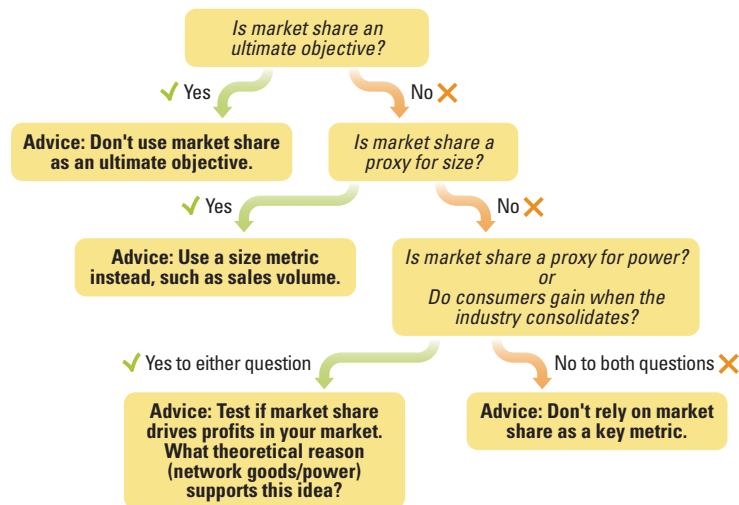 Is market share an
ultimate objective?
Yes
No
Advice: Don't use market share
as an ultimate objective.
Is market share a
proxy for size?
Yes
No
Advice: Use a size metric
instead, such as sales volume.
Is market share a proxy for power?
or
Do consumers gain when the
industry consolidates?
Yes to either question
No to both questions
Advice: Test if market share
drives profits in your market.
What theoretical reason
(network goods/power)
supports this idea?
Advice: Don't rely on market
share as a key metric.